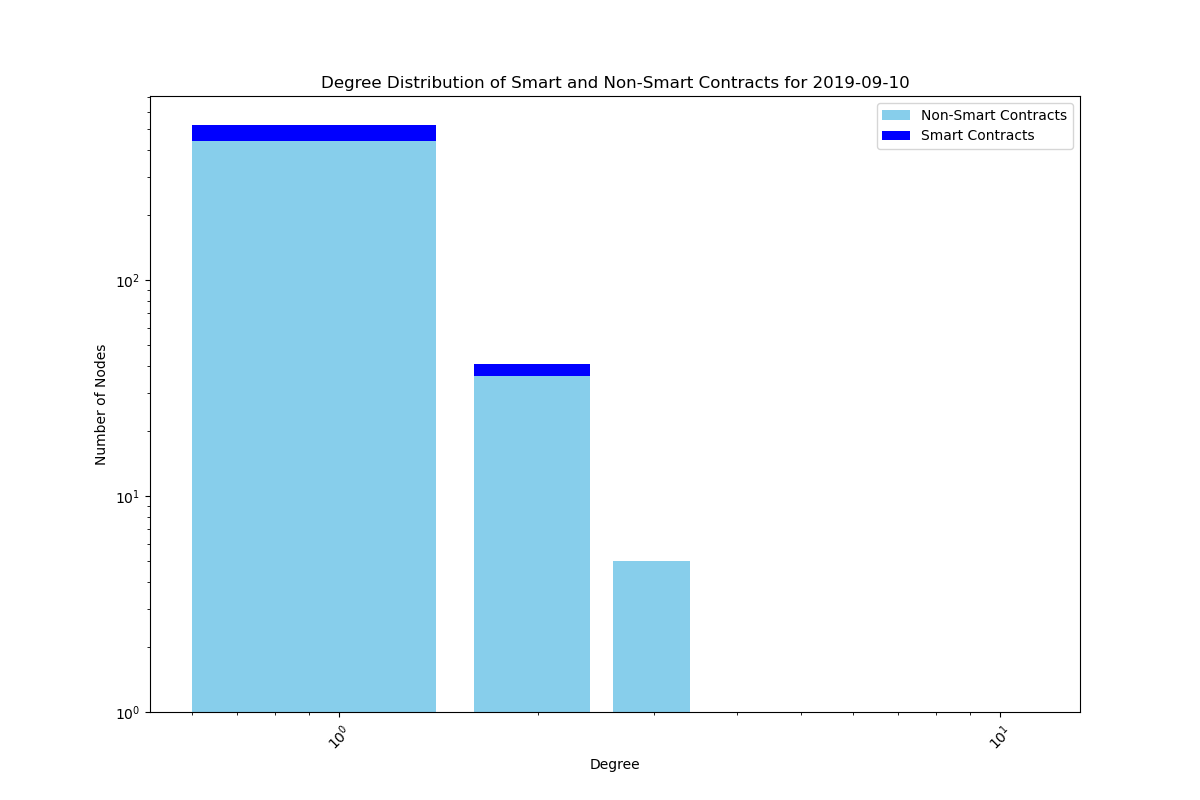 Degree Distribution of Smart and Non-Smart Contracts for 2019-09-10
Non-Smart Contracts
Smart Contracts
Number of Nodes
10²
10¹
10⁰
10⁰
10¹
Degree